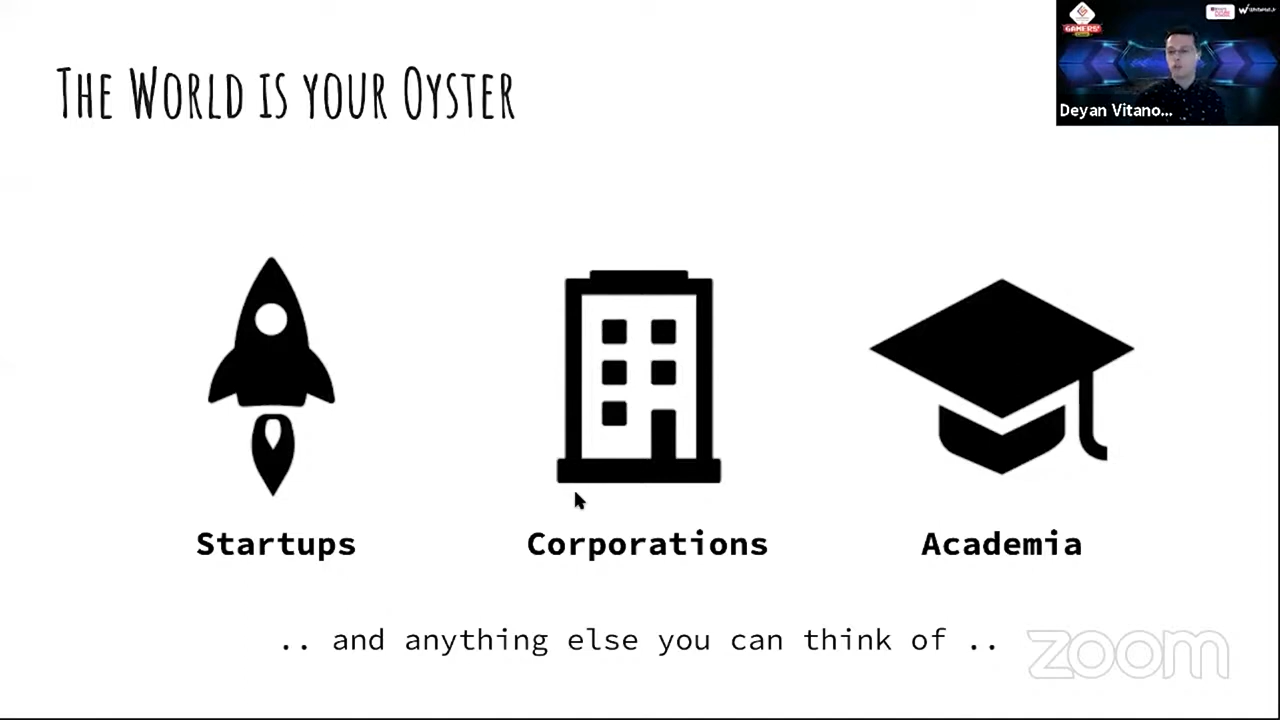 THE WORLD IS YOUR OYSTER
GAMERS'
Deyan Vitano...
Startups
Corporations
Academia
.. and anything else you can think of ..
zoom